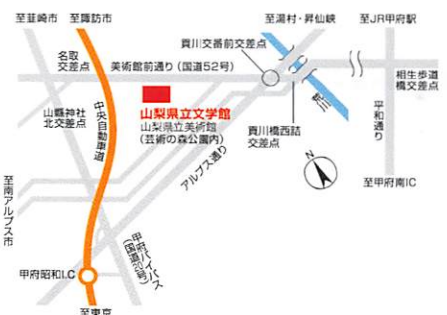 至韮崎市
至諏訪市
至湯村・昇仙峡
至JR甲府駅
名取
交差点
美術館前通り(国道52号)
貢川交番前交差点
荒川
相生歩道
橋交差点
山縣神社
北交差点
中央自動車道
山梨県立文学館
山梨県立美術館
(芸術の森公園内)
貢川橋西詰
交差点
平和通り
アルプス通り
N
至南アルプス市
至甲府南IC
甲府バイパス
(国道20号)
甲府昭和I.C
至東京